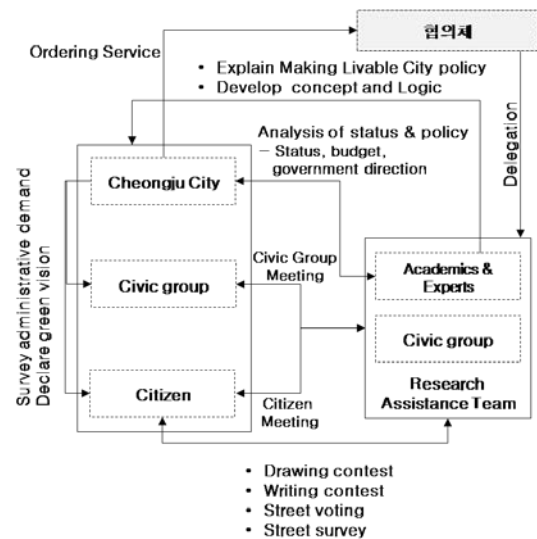 협의체
Ordering Service
• Explain Making Livable City policy
• Develop concept and Logic
Analysis of status & policy
– Status, budget,
government direction
Delegation
Cheongju City
Survey administrative demand
Declare green vision
Civic Group
Meeting
Academics &
Experts
Civic group
Civic group
Citizen
Citizen
Meeting
Research
Assistance Team
• Drawing contest
• Writing contest
• Street voting
• Street survey